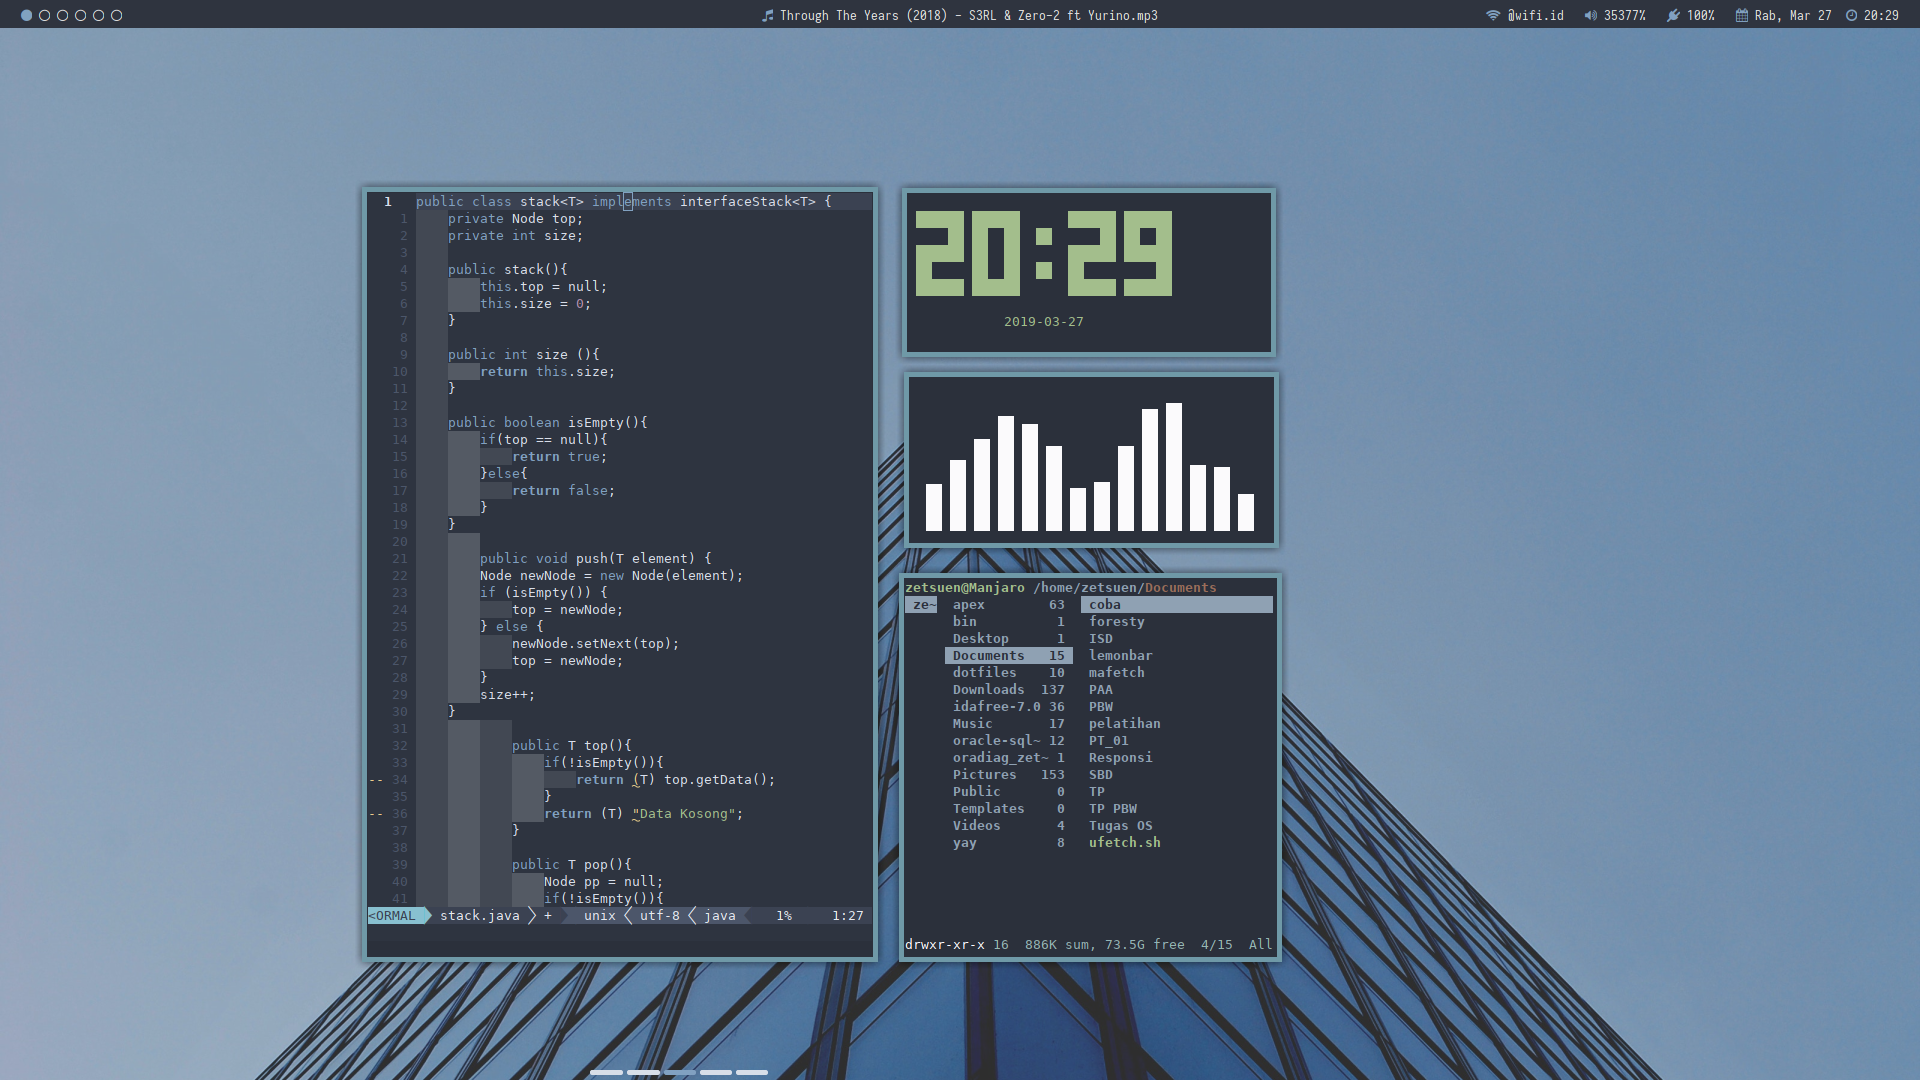 Through The Years (2018) - S3RL & Zero-2 ft Yurino.mp3
@wifi.id 35377% 100% Rab, Mar 27 20:29
1 public class stack<T> implements interfaceStack<T> {
1 private Node top;
2 private int size;
3
4 public stack(){
5 this.top = null;
6 this.size = 0;
7 }
8
9 public int size (){
10 return this.size;
11 }
12
13 public boolean isEmpty(){
14 if(top == null){
15 return true;
16 }else{
17 return false;
18 }
19 }
20
21 public void push(T element) {
22 Node newNode = new Node(element);
23 if (isEmpty()) {
24 top = newNode;
25 } else {
26 newNode.setNext(top);
27 top = newNode;
28 }
29 size++;
30 }
31
32 public T top(){
33 if(!isEmpty()){
-- 34 return (T) top.getData();
35 }
-- 36 return (T) "Data Kosong";
37 }
38
39 public T pop(){
40 Node pp = null;
41 if(!isEmpty()){
<ORMAL stack.java + unix utf-8 java 1% 1:27
20:29
2019-03-27
zetsuen@Manjaro /home/zetsuen/Documents
ze~ apex 63 coba
bin 1 foresty
Desktop 1 ISD
Documents 15 lemonbar
dotfiles 10 mafetch
Downloads 137 PAA
idafree-7.0 36 PBW
Music 17 pelatihan
oracle-sql~ 12 PT_01
oradiag_zet~ 1 Responsi
Pictures 153 SBD
Public 0 TP
Templates 0 TP PBW
Videos 4 Tugas OS
yay 8 ufetch.sh
drwxr-xr-x 16 886K sum, 73.5G free 4/15 All